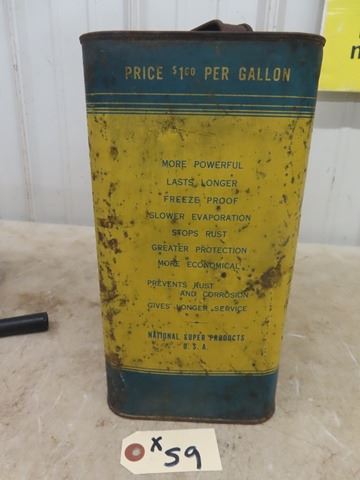 PRICE $1.00 PER GALLON
MORE POWERFUL
LASTS LONGER
FREEZE PROOF
SLOWER EVAPORATION
STOPS RUST
GREATER PROTECTION
MORE ECONOMICAL
PREVENTS RUST
AND CORROSION
GIVES LONGER SERVICE
NATIONAL SUPER PRODUCTS
U.S.A.
x59